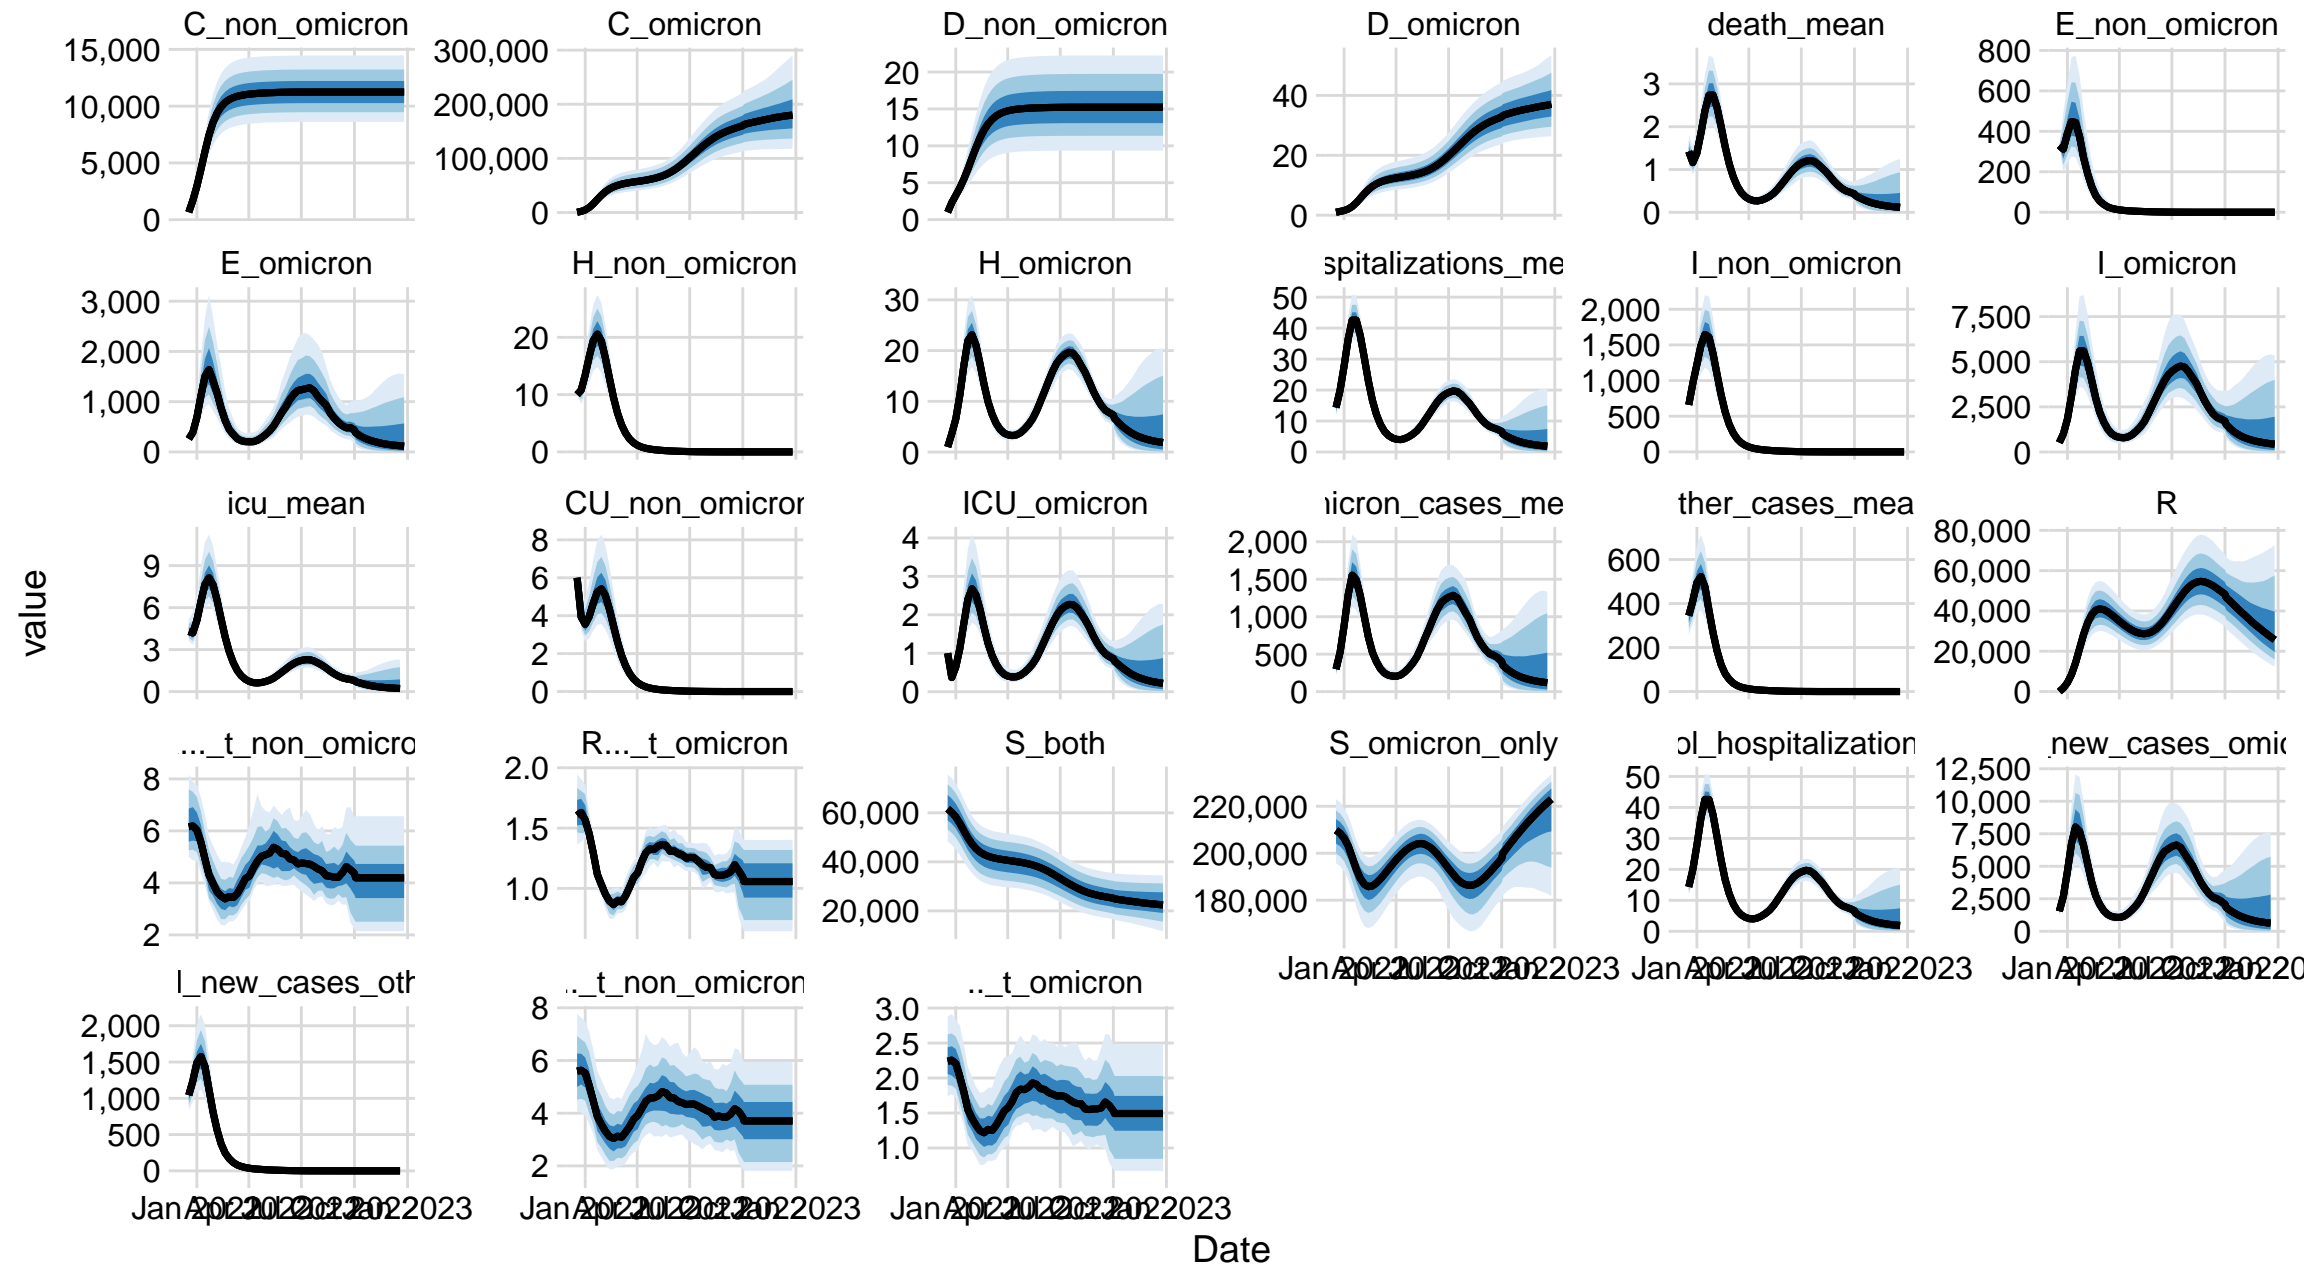 C_non_omicron C_omicron D_non_omicron D_omicron death_mean E_non_omicron
15,000 10,000 5,000 0
300,000 200,000 100,000 0
20 15 10 5 0
40 20 0
3 2 1 0
800 600 400 200 0
E_omicron H_non_omicron H_omicron spitalizations_me I_non_omicron I_omicron
3,000 2,000 1,000 0
20 10 0
30 20 10 0
50 40 30 20 10 0
2,000 1,500 1,000 500 0
7,500 5,000 2,500 0
icu_mean CU_non_omicron ICU_omicron icron_cases_me ther_cases_mea R
9 6 3 0
8 6 4 2 0
4 3 2 1 0
2,000 1,500 1,000 500 0
600 400 200 0
80,000 60,000 40,000 20,000 0
value
..._t_non_omicro R..._t_omicron S_both S_omicron_only ol_hospitalization _new_cases_omic
8 6 4 2
2.0 1.5 1.0
60,000 40,000 20,000
220,000 200,000 180,000
50 40 30 20 10 0
12,500 10,000 7,500 5,000 2,500 0
l_new_cases_oth .._t_non_omicron .._t_omicron
2,000 1,500 1,000 500 0
8 6 4 2
3.0 2.5 2.0 1.5 1.0
Date